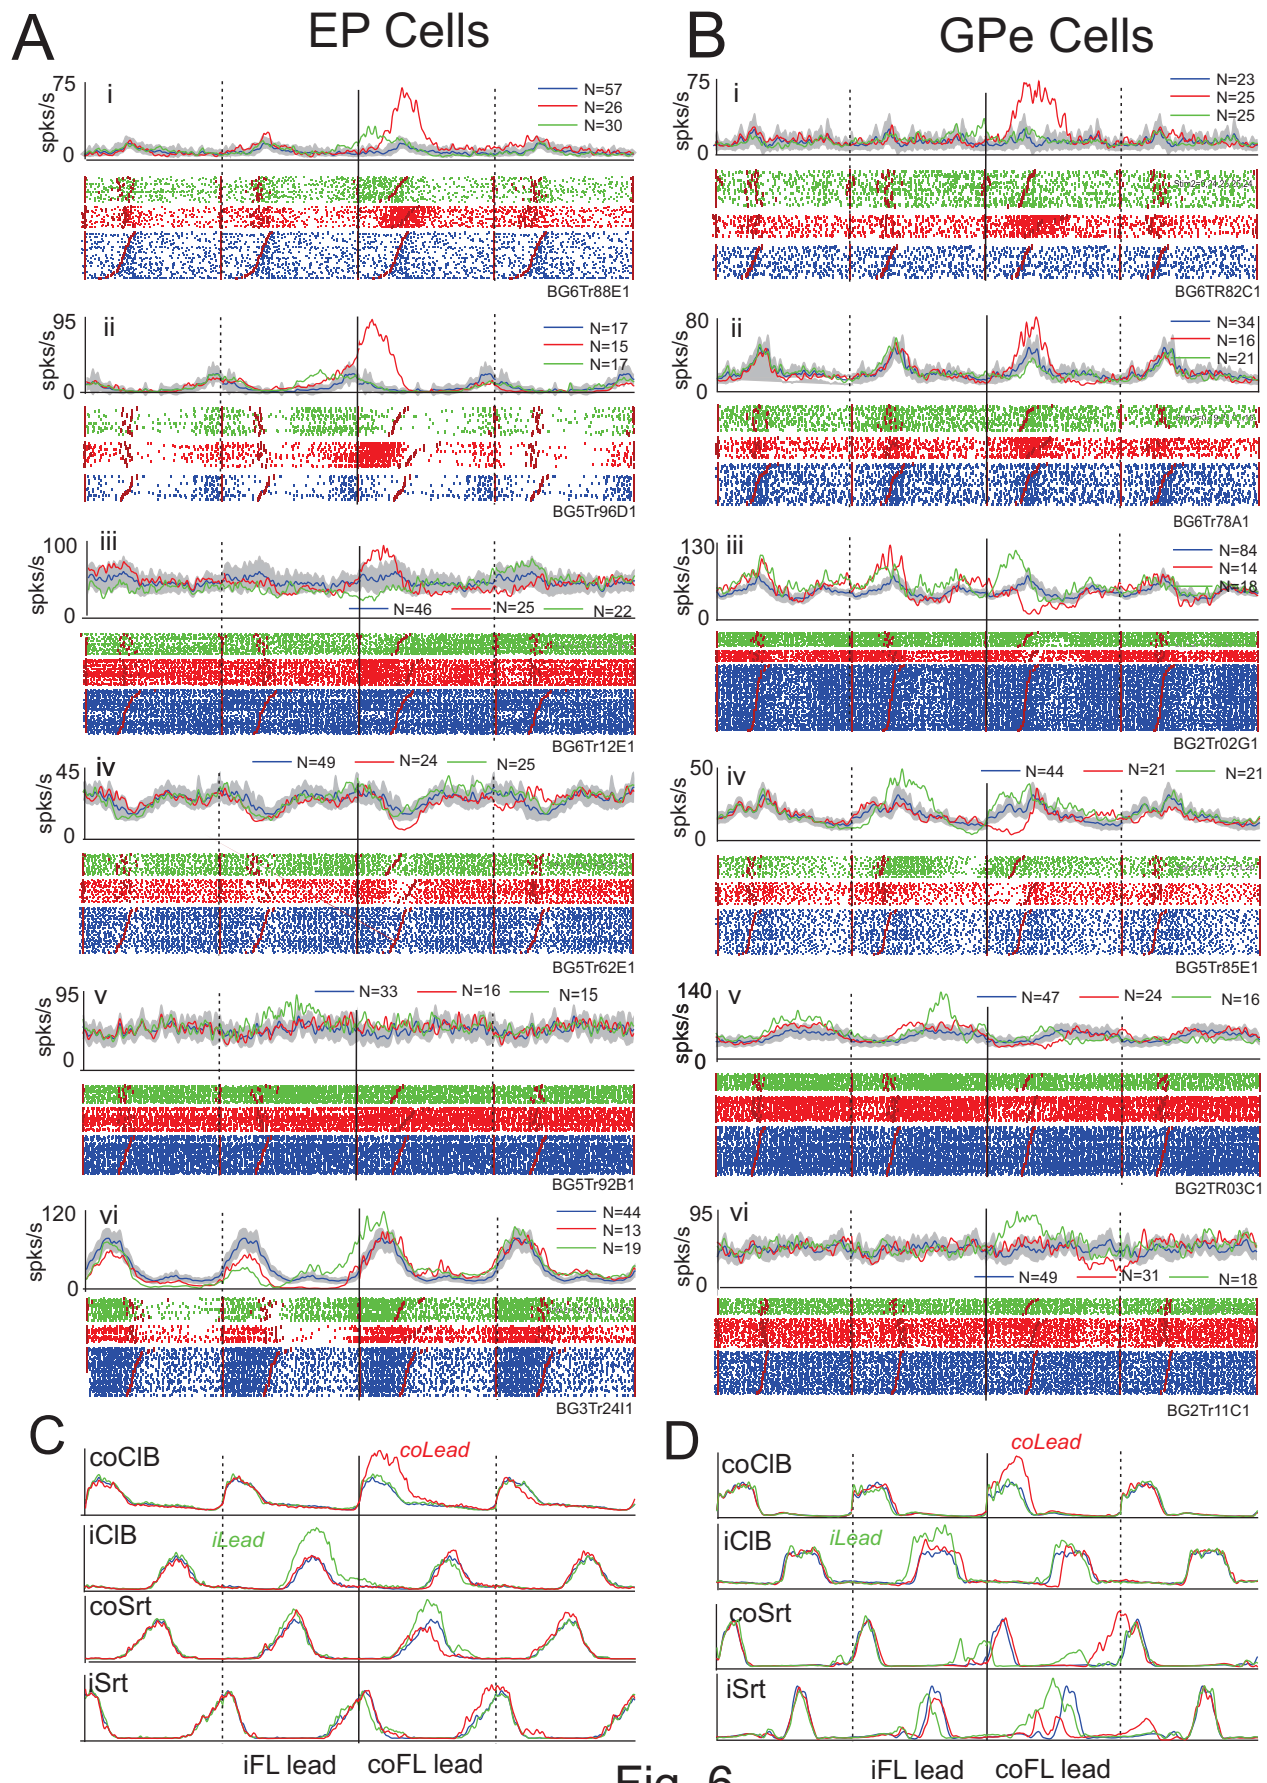 A
EP Cells
i
75
0
spks/s
N=57
N=26
N=30
BG6Tr88E1
ii
95
0
spks/s
N=17
N=15
N=17
BG5Tr96D1
iii
100
0
spks/s
N=46
N=25
N=22
BG6Tr12E1
iv
45
0
spks/s
N=49
N=24
N=25
BG5Tr62E1
v
95
0
spks/s
N=33
N=16
N=15
BG5Tr92B1
vi
120
0
spks/s
N=44
N=13
N=19
BG3Tr24I1
B
GPe Cells
i
75
0
spks/s
N=23
N=25
N=25
BG6TR82C1
ii
80
0
spks/s
N=34
N=16
N=21
BG6Tr78A1
iii
130
0
spks/s
N=84
N=14
N=18
BG2Tr02G1
iv
50
0
spks/s
N=44
N=21
N=21
BG5Tr85E1
v
140
0
spks/s
N=47
N=24
N=16
BG2TR03C1
vi
95
0
spks/s
N=49
N=31
N=18
BG2Tr11C1
C
coClB
coLead
iClB
iLead
coSrt
iSrt
iFL lead
coFL lead
D
coClB
coLead
iClB
iLead
coSrt
iSrt
iFL lead
coFL lead
Fig. 6